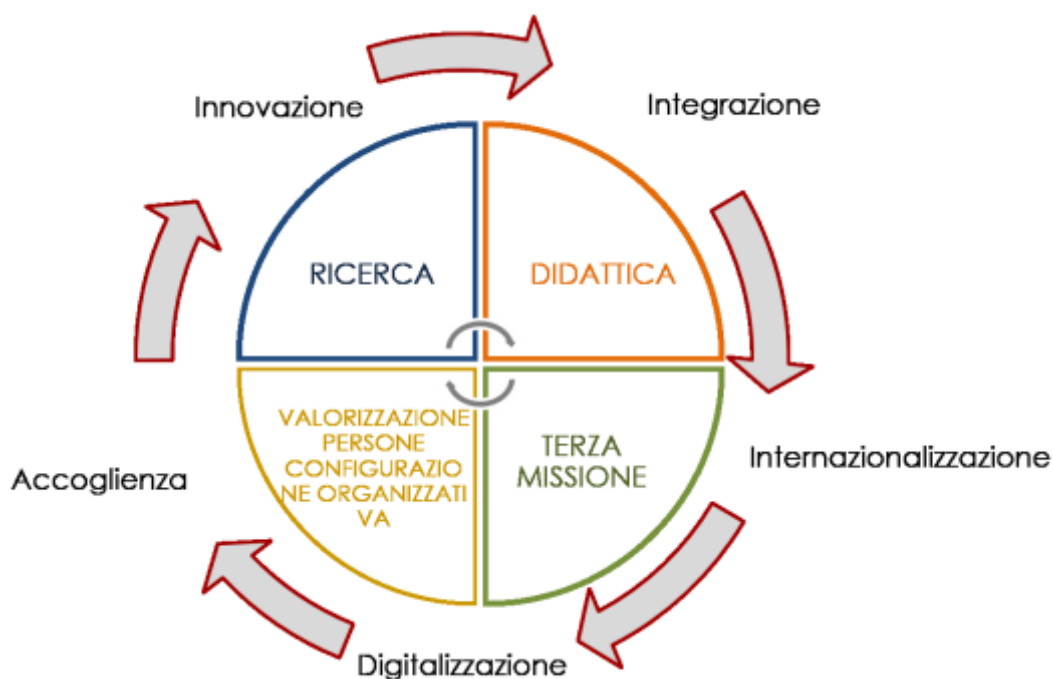 Innovazione
Integrazione
RICERCA
DIDATTICA
VALORIZZAZIONE
PERSONE
CONFIGURAZIO
NE ORGANIZZATI
VA
TERZA
MISSIONE
Accoglienza
Internazionalizzazione
Digitalizzazione